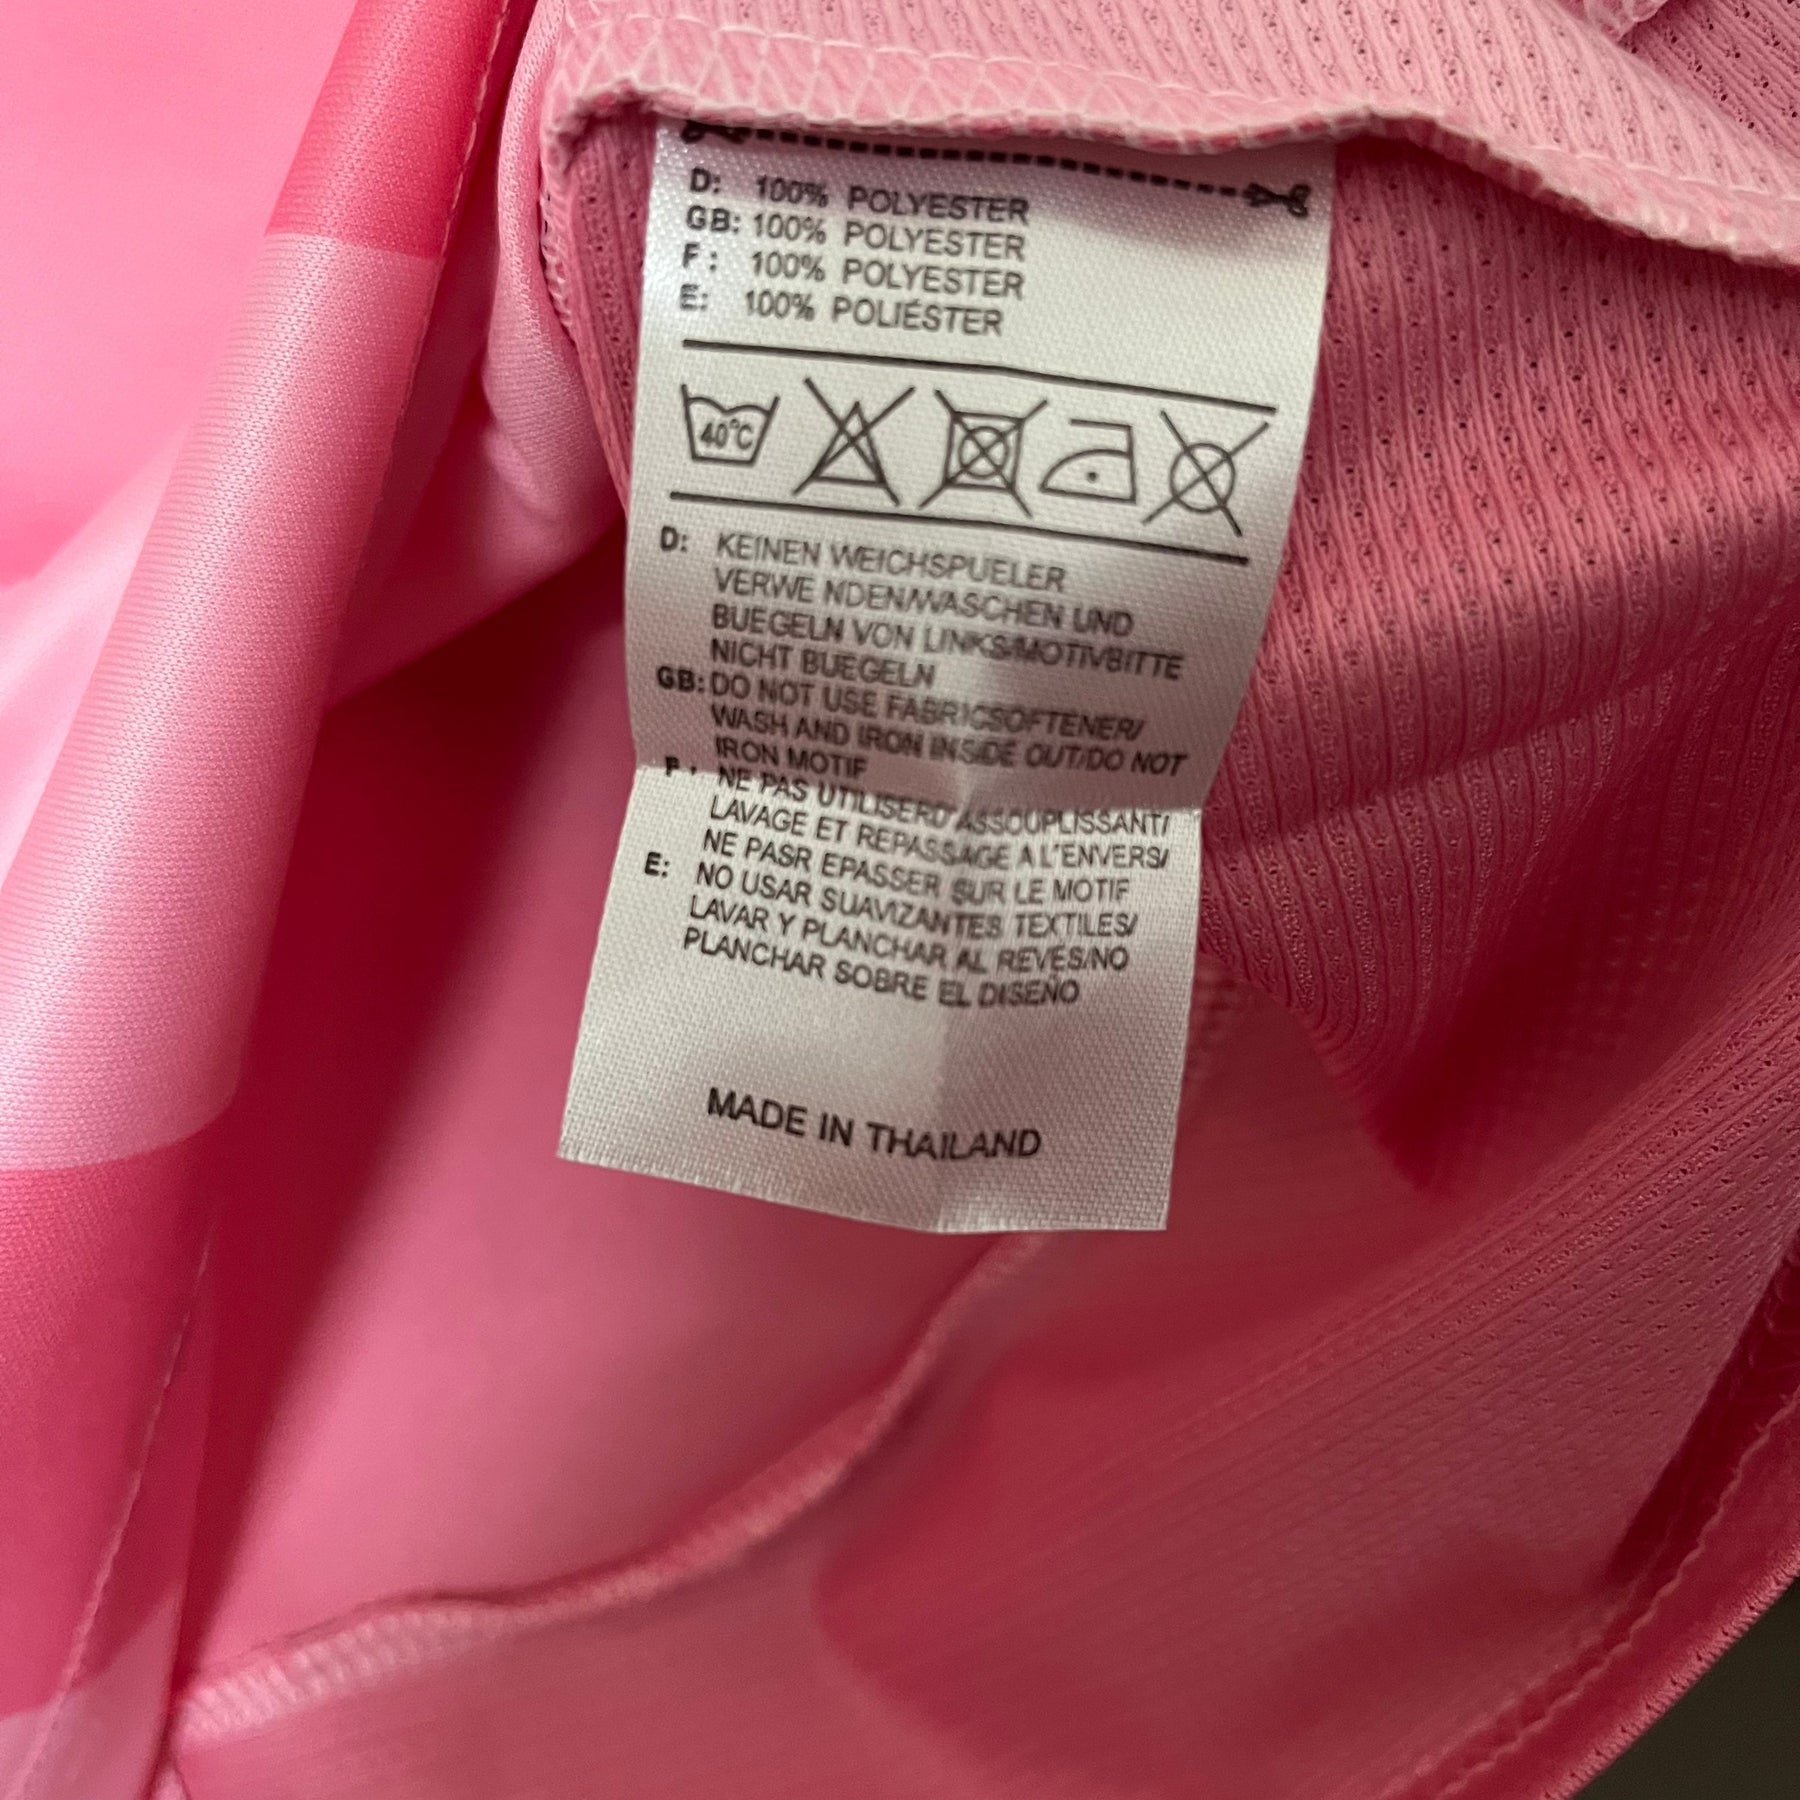 D: 100% POLYESTER
GB: 100% POLYESTER
F: 100% POLYESTER
E: 100% POLIÉSTER
40°C
D: KEINEN WEICHSPUELER
VERWE NDEN/WASCHEN UND
BUEGELN VON LINKS/MOTIVBITTE
NICHT BUEGELN
GB: DO NOT USE FABRICSOFTENER/
WASH AND IRON INSIDE OUT/DO NOT
IRON MOTIF
F: NE PAS UTILISERD'ASSOUPLISSANT/
LAVAGE ET REPASSAGE A L'ENVERS/
NE PASR EPASSER SUR LE MOTIF
E: NO USAR SUAVIZANTES TEXTILES/
LAVAR Y PLANCHAR AL REVÉS/NO
PLANCHAR SOBRE EL DISEÑO
MADE IN THAILAND